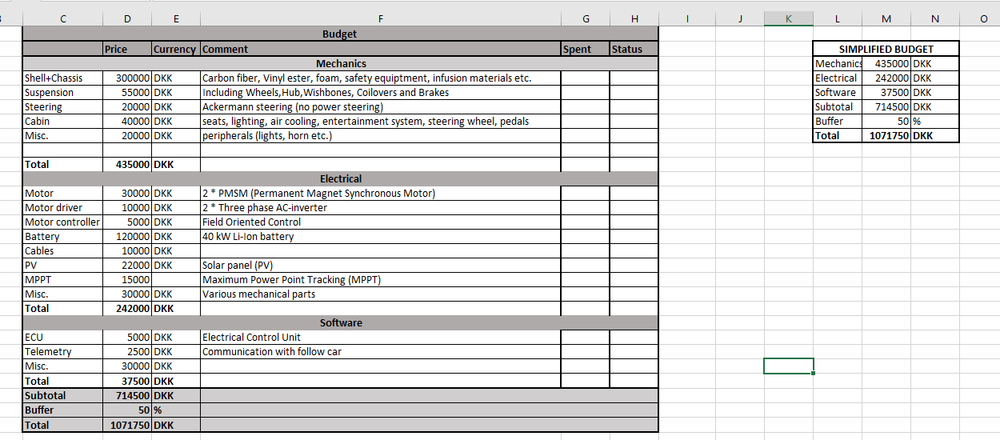 C D E F G H I J K L M N O
Budget
Price Currency Comment Spent Status
Mechanics
Shell+Chassis 300000 DKK Carbon fiber, Vinyl ester, foam, safety equiptment, infusion materials etc.
Suspension 55000 DKK Including Wheels,Hub,Wishbones, Coilovers and Brakes
Steering 20000 DKK Ackermann steering (no power steering)
Cabin 40000 DKK seats, lighting, air cooling, entertainment system, steering wheel, pedals
Misc. 20000 DKK peripherals (lights, horn etc.)
Total 435000 DKK
Electrical
Motor 30000 DKK 2 * PMSM (Permanent Magnet Synchronous Motor)
Motor driver 10000 DKK 2 * Three phase AC-inverter
Motor controller 5000 DKK Field Oriented Control
Battery 120000 DKK 40 kW Li-Ion battery
Cables 10000 DKK
PV 22000 DKK Solar panel (PV)
MPPT 15000 Maximum Power Point Tracking (MPPT)
Misc. 30000 DKK Various mechanical parts
Total 242000 DKK
Software
ECU 5000 DKK Electrical Control Unit
Telemetry 2500 DKK Communication with follow car
Misc. 30000 DKK
Total 37500 DKK
Subtotal 714500 DKK
Buffer 50 %
Total 1071750 DKK
SIMPLIFIED BUDGET
Mechanics 435000 DKK
Electrical 242000 DKK
Software 37500 DKK
Subtotal 714500 DKK
Buffer 50 %
Total 1071750 DKK